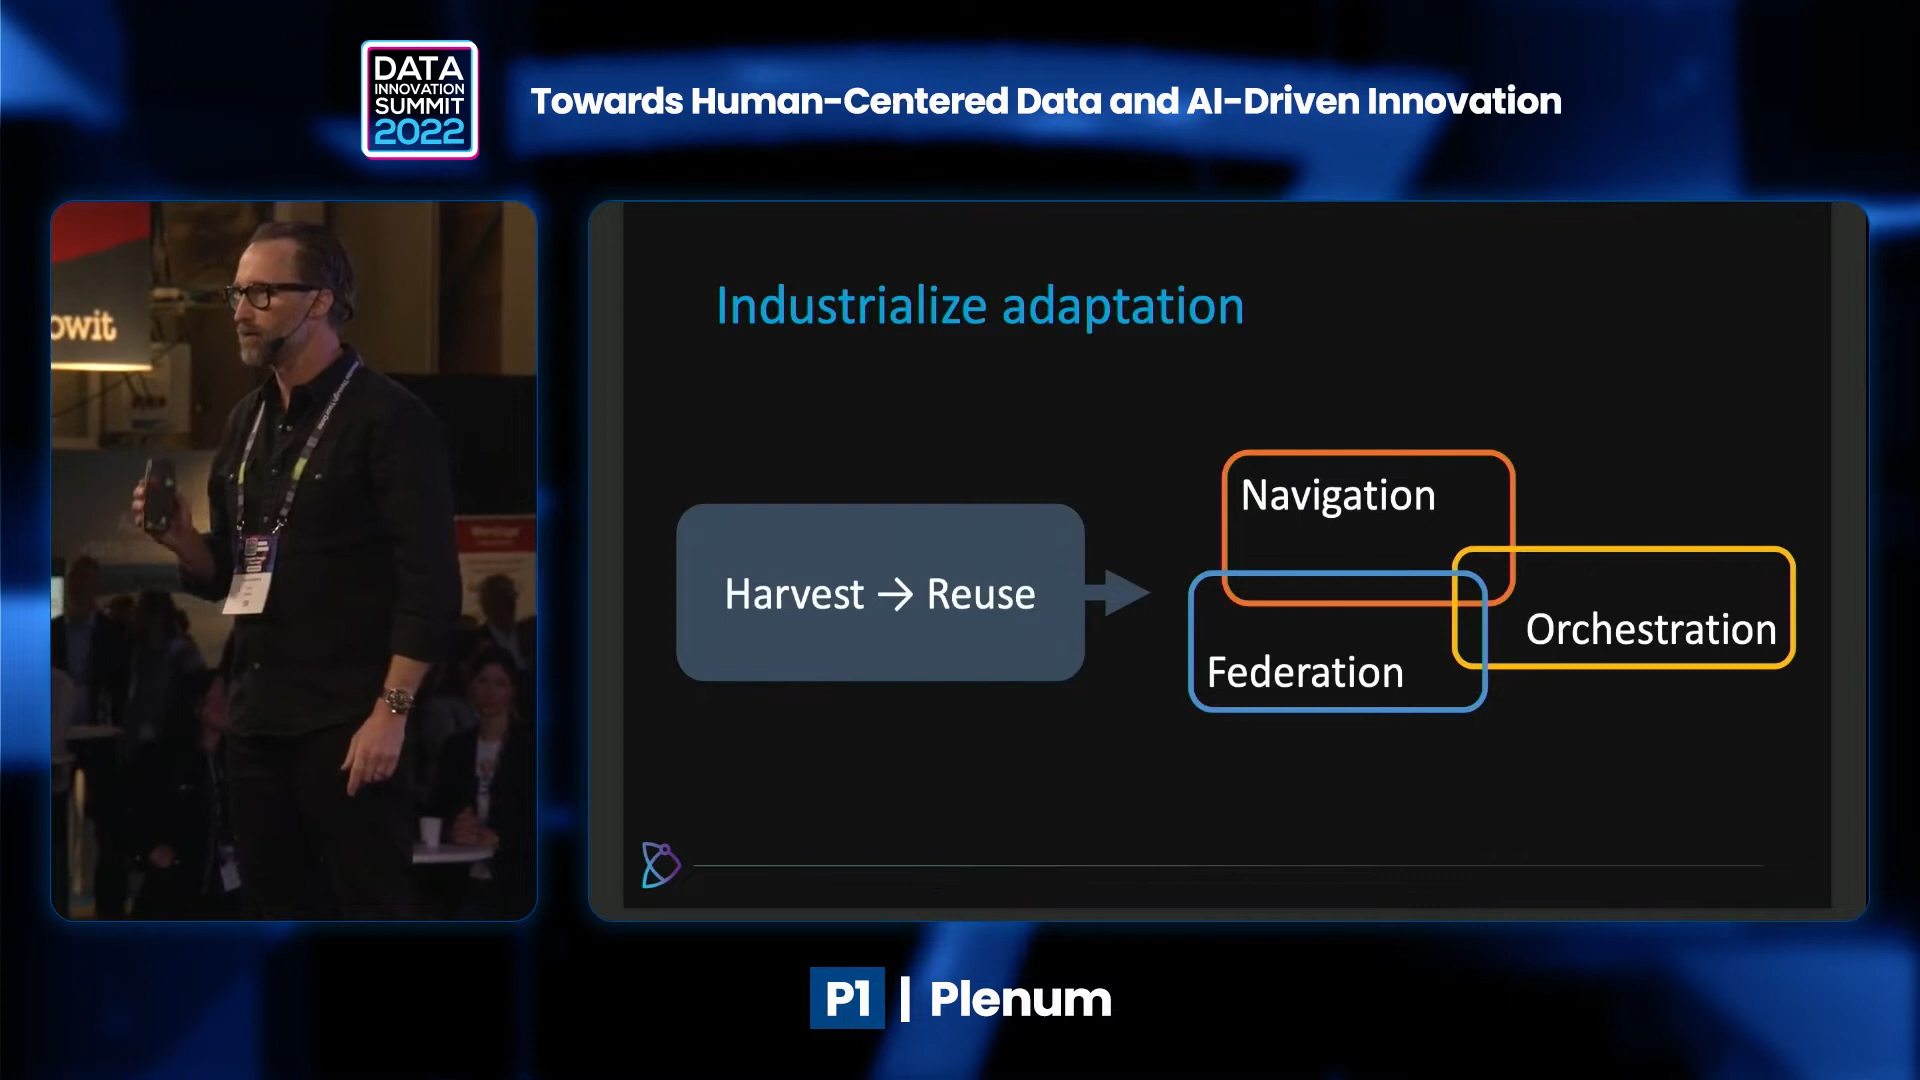 DATA
INNOVATION
SUMMIT
2022
Towards Human-Centered Data and AI-Driven Innovation
owit
Industrialize adaptation
Harvest → Reuse
Navigation
Federation
Orchestration
P1 | Plenum